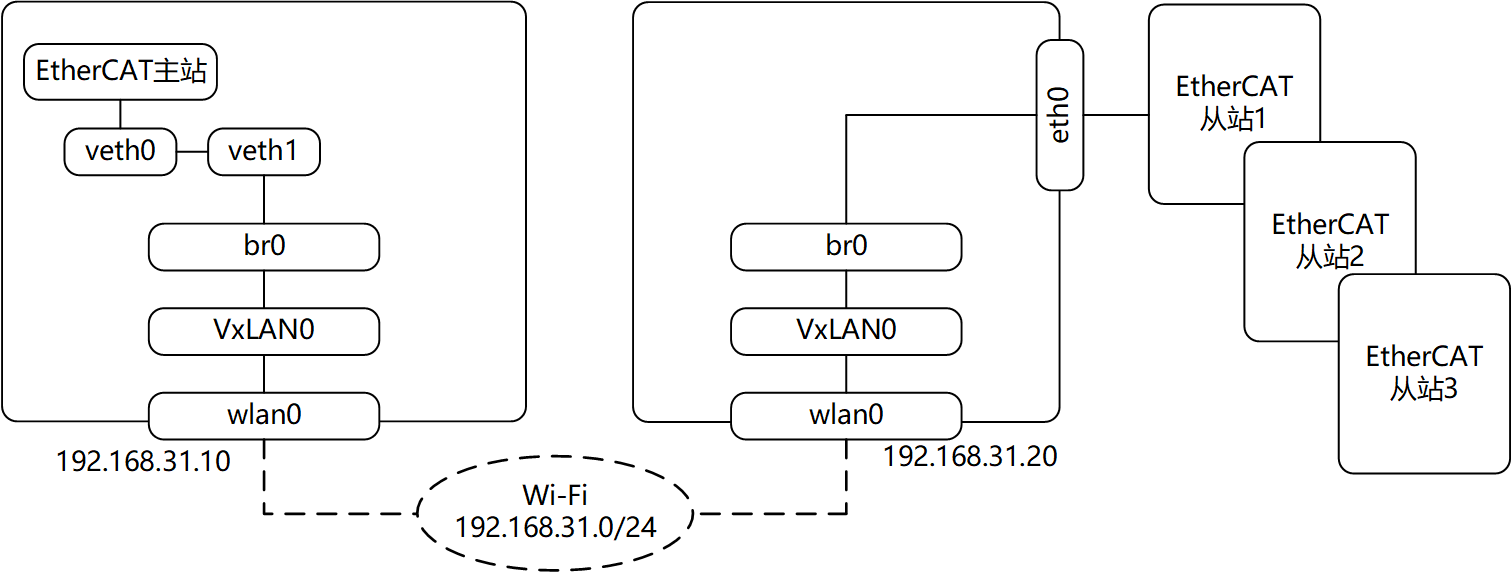 EtherCAT主站
veth0
veth1
br0
VxLAN0
wlan0
192.168.31.10
Wi-Fi
192.168.31.0/24
br0
VxLAN0
wlan0
192.168.31.20
eth0
EtherCAT
从站1
EtherCAT
从站2
EtherCAT
从站3